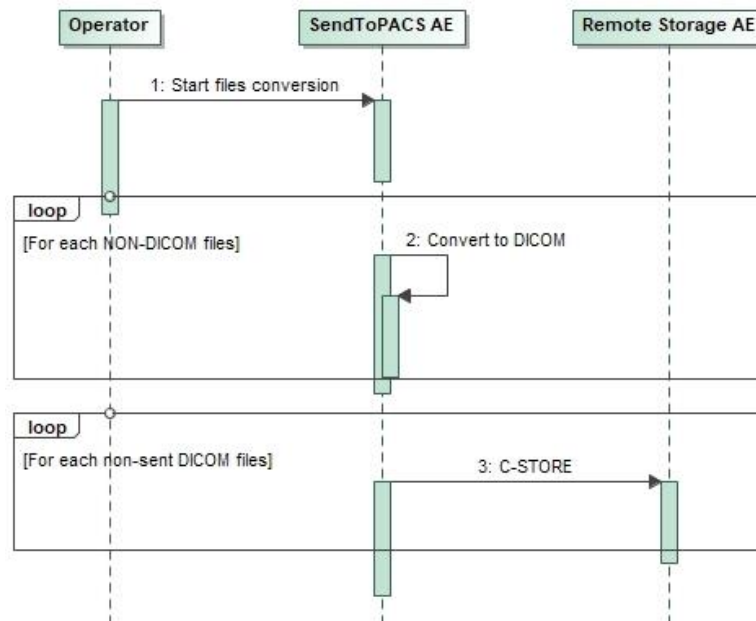 Operator
SendToPACS AE
Remote Storage AE
1: Start files conversion
loop
[For each NON-DICOM files]
2: Convert to DICOM
loop
[For each non-sent DICOM files]
3: C-STORE